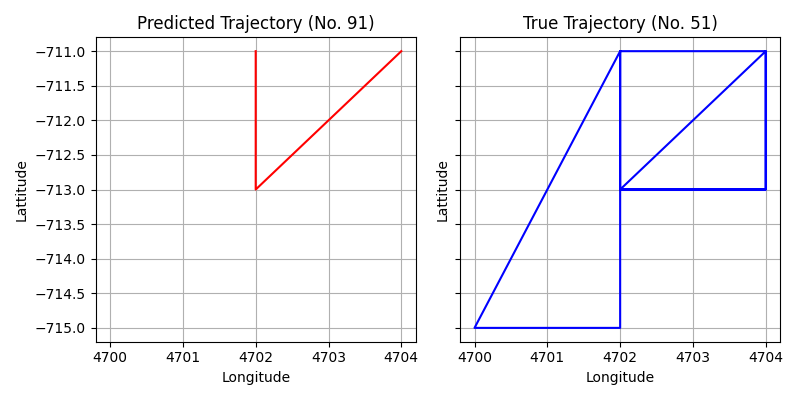 Predicted Trajectory (No. 91)
−711.0
−711.5
−712.0
−712.5
−713.0
−713.5
−714.0
−714.5
−715.0
Lattitude
4700 4701 4702 4703 4704
Longitude
True Trajectory (No. 51)
Lattitude
4700 4701 4702 4703 4704
Longitude